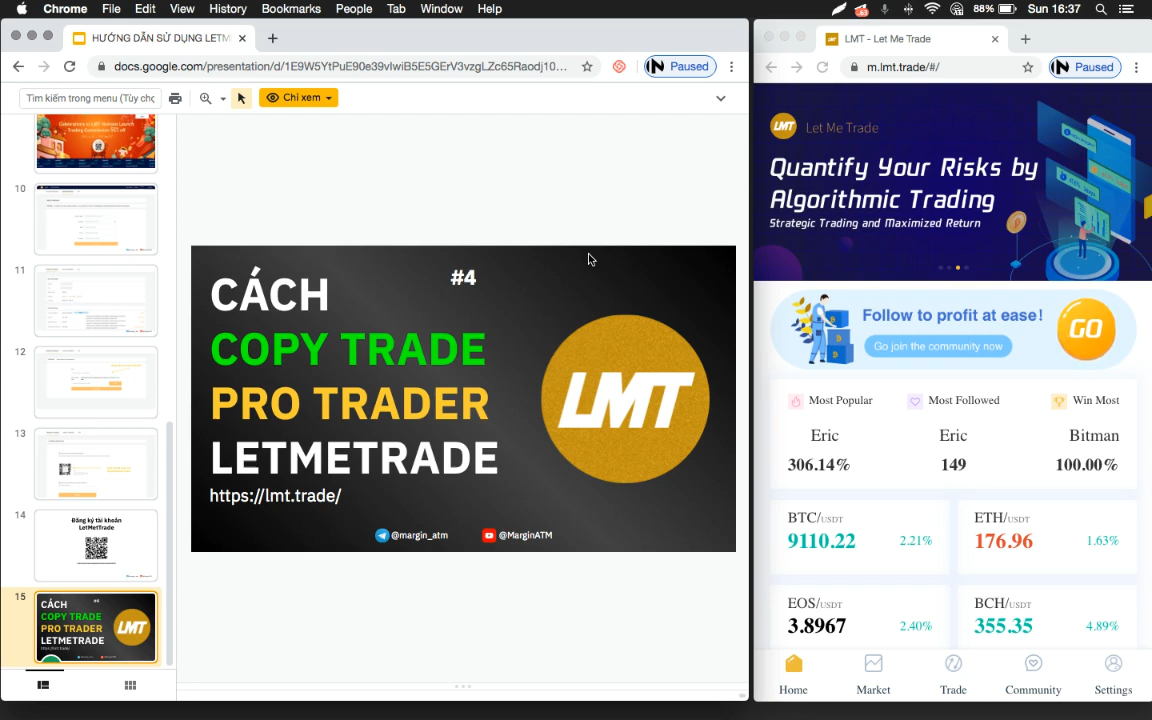 Chrome File Edit View History Bookmarks People Tab Window Help
88% Sun 16:37
HƯỚNG DẪN SỬ DỤNG LETM
docs.google.com/presentation/d/1E9W5YtPuE90e39vIwiB5E5GErV3vzgLZc65Raodj10...
Paused
Tìm kiếm trong menu (Tùy chọ
Chỉ xem
10
11
12
13
14
Đăng ký tài khoản
LetMetTrade
15
CÁCH
#4
COPY TRADE
PRO TRADER
LETMETRADE
LMT
CÁCH
#4
COPY TRADE
PRO TRADER
LETMETRADE
https://lmt.trade/
LMT
@margin_atm
@MarginATM
LMT - Let Me Trade
m.lmt.trade/#/
Paused
LMT Let Me Trade
Quantify Your Risks by
Algorithmic Trading
Strategic Trading and Maximized Return
Follow to profit at ease!
Go join the community now
GO
Most Popular Most Followed Win Most
Eric Eric Bitman
306.14% 149 100.00%
BTC/USDT ETH/USDT
9110.22 2.21% 176.96 1.63%
EOS/USDT BCH/USDT
3.8967 2.40% 355.35 4.89%
Home Market Trade Community Settings